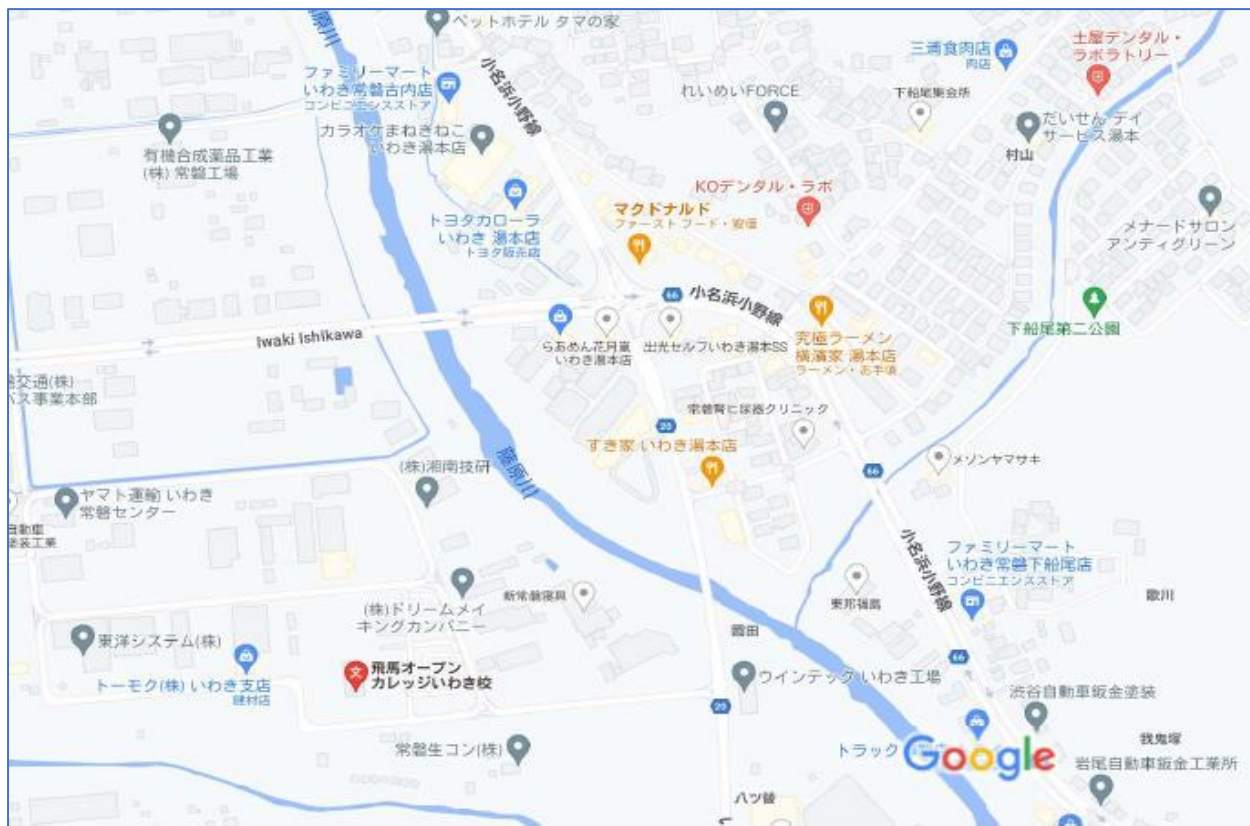 ペットホテル タマの家
原川
小名浜小野線
ファミリーマート
いわき常磐古内店
コンビニエンスストア
カラオケまねきねこ
いわき湯本店
有機合成薬品工業
(株) 常磐工場
トヨタカローラ
いわき 湯本店
トヨタ販売店
三浦食肉店
肉店
土屋デンタル・
ラボラトリー
れいめいFORCE
下船尾集会所
だいせん デイ
サービス湯本
村山
KOデンタル・ラボ
マクドナルド
ファーストフード・安価
メナードサロン
アンティグリーン
66
小名浜小野線
下船尾第二公園
Iwaki Ishikawa
らあめん花月嵐
いわき湯本店
出光セルフいわき湯本SS
究極ラーメン
横濱家 湯本店
ラーメン・お手頃
交通(株)
バス事業本部
常磐腎泌尿器クリニック
20
すき家 いわき湯本店
66
メゾンヤマサキ
(株)湘南技研
藤原川
ヤマト運輸 いわき
常磐センター
自動車
塗装工業
小名浜小野線
ファミリーマート
いわき常磐下船尾店
コンビニエンスストア
(株)ドリームメイ
キングカンパニー
新常磐寝具
東邦福島
歌川
岡田
東洋システム(株)
トーモク(株) いわき支店
建材店
飛馬オープン
カレッジいわき校
ウインテック いわき工場
66
渋谷自動車鈑金塗装
20
常磐生コン(株)
トラック
Google
我鬼塚
岩尾自動車鈑金工業所
八ツ替